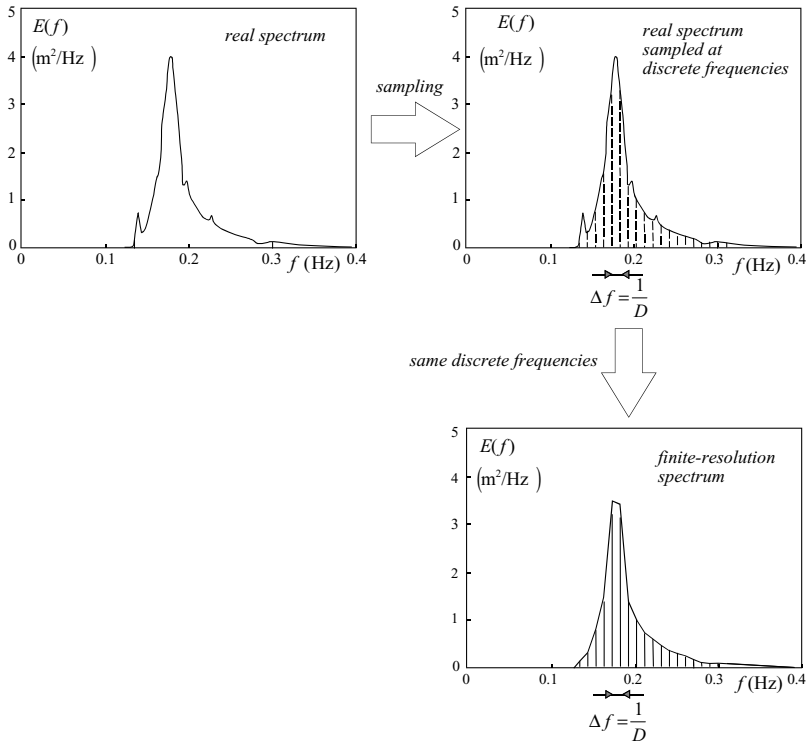 E(f)
(m²/Hz)
real spectrum
5
4
3
2
1
0
0
0.1
0.2
0.3
0.4
f (Hz)
sampling
E(f)
(m²/Hz)
real spectrum
sampled at
discrete frequencies
5
4
3
2
1
0
0
0.1
0.2
0.3
0.4
f (Hz)
Δf = 1/D
same discrete frequencies
E(f)
(m²/Hz)
finite-resolution
spectrum
5
4
3
2
1
0
0
0.1
0.2
0.3
0.4
f (Hz)
Δf = 1/D